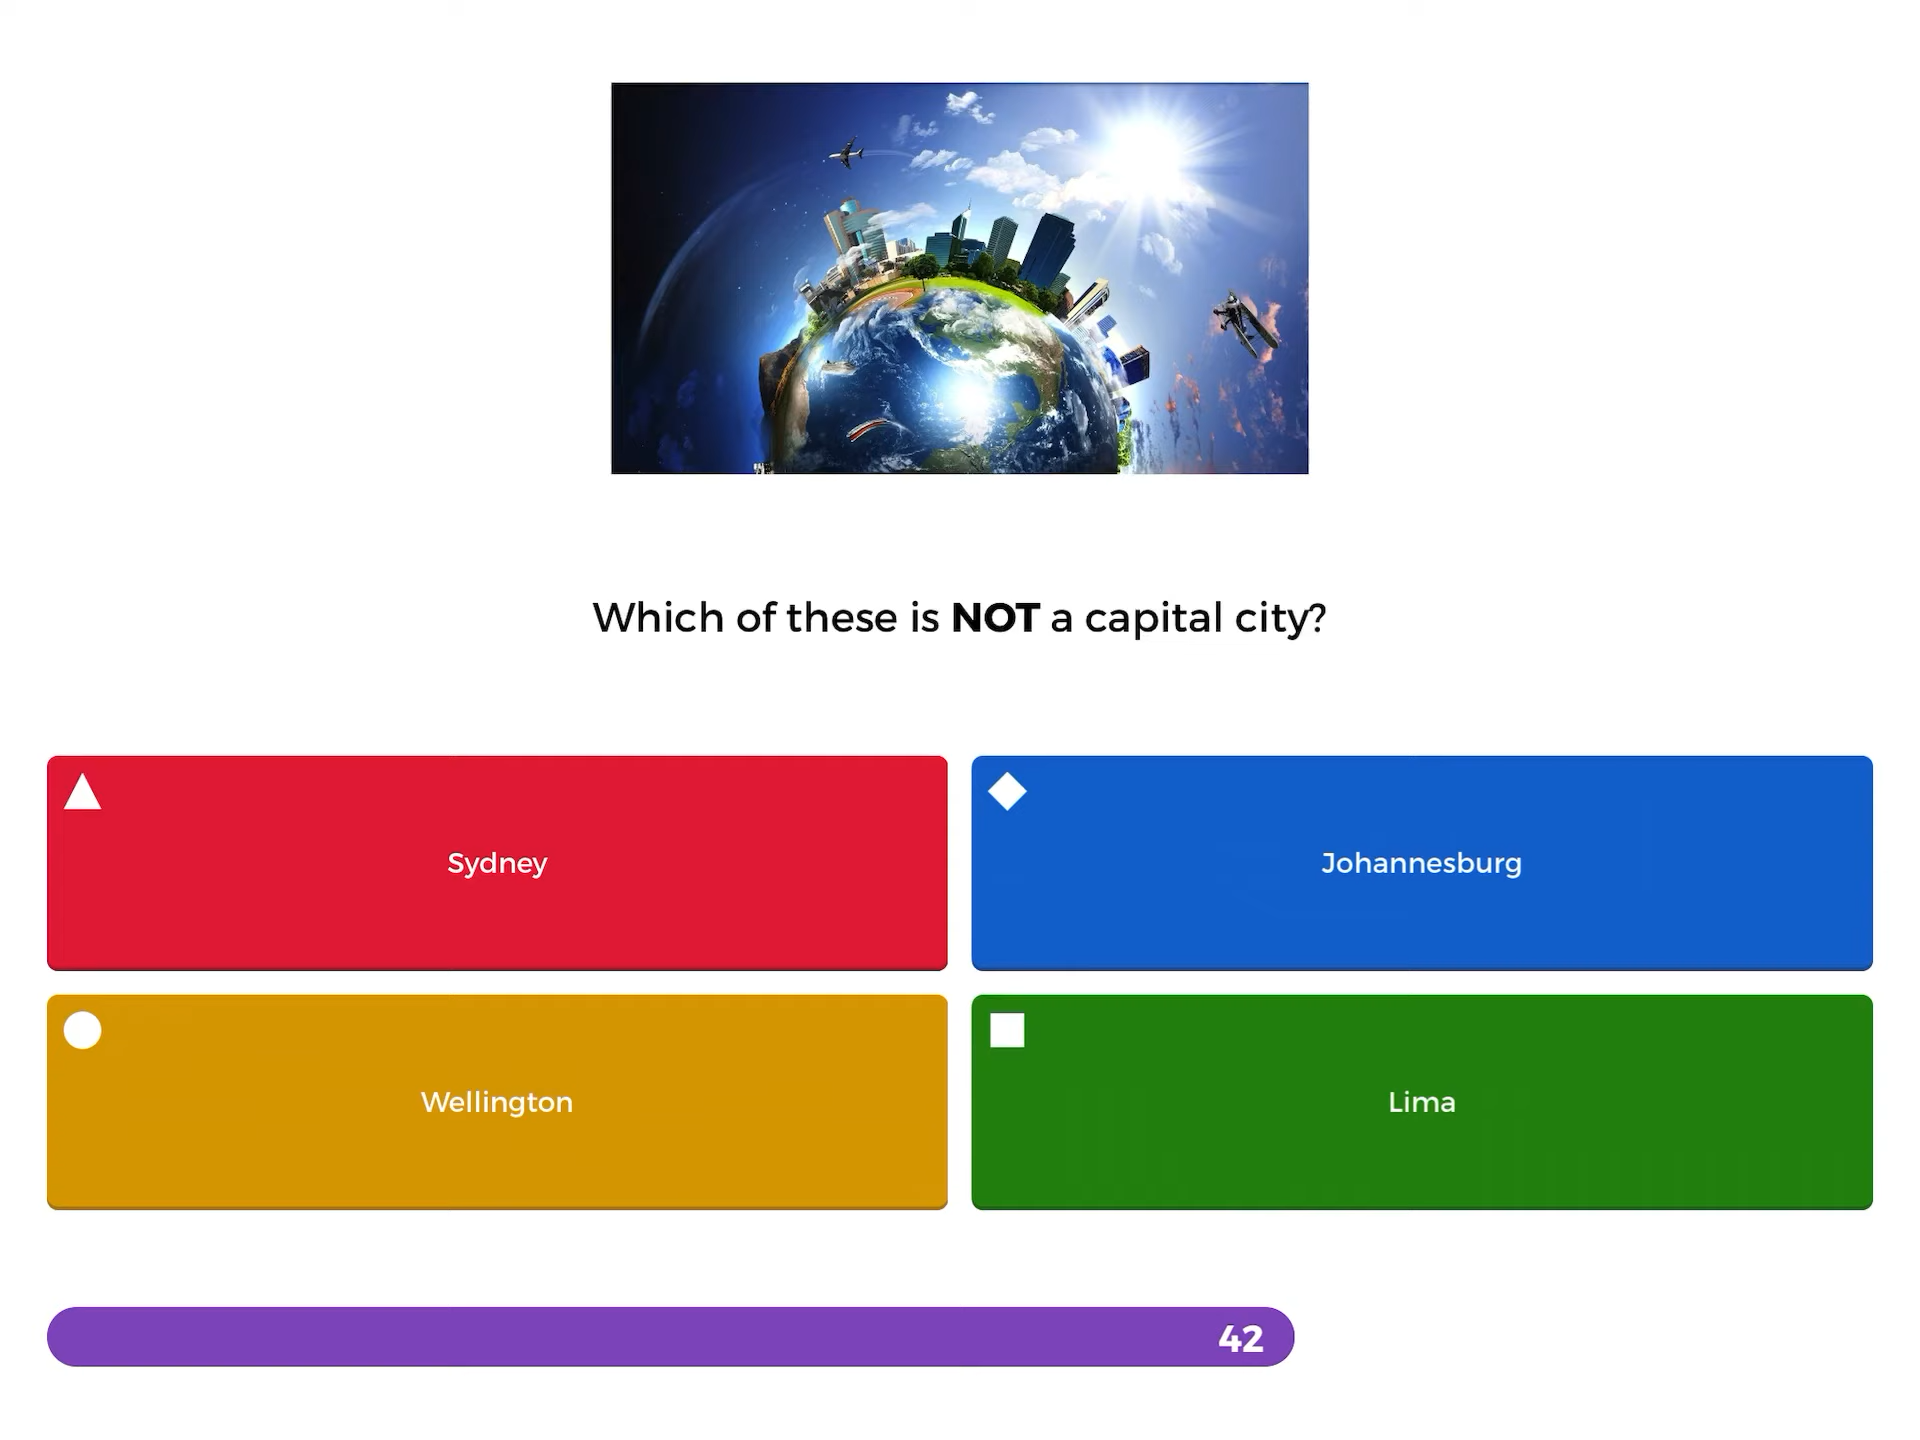 Which of these is NOT a capital city?
Sydney
Johannesburg
Wellington
Lima
42